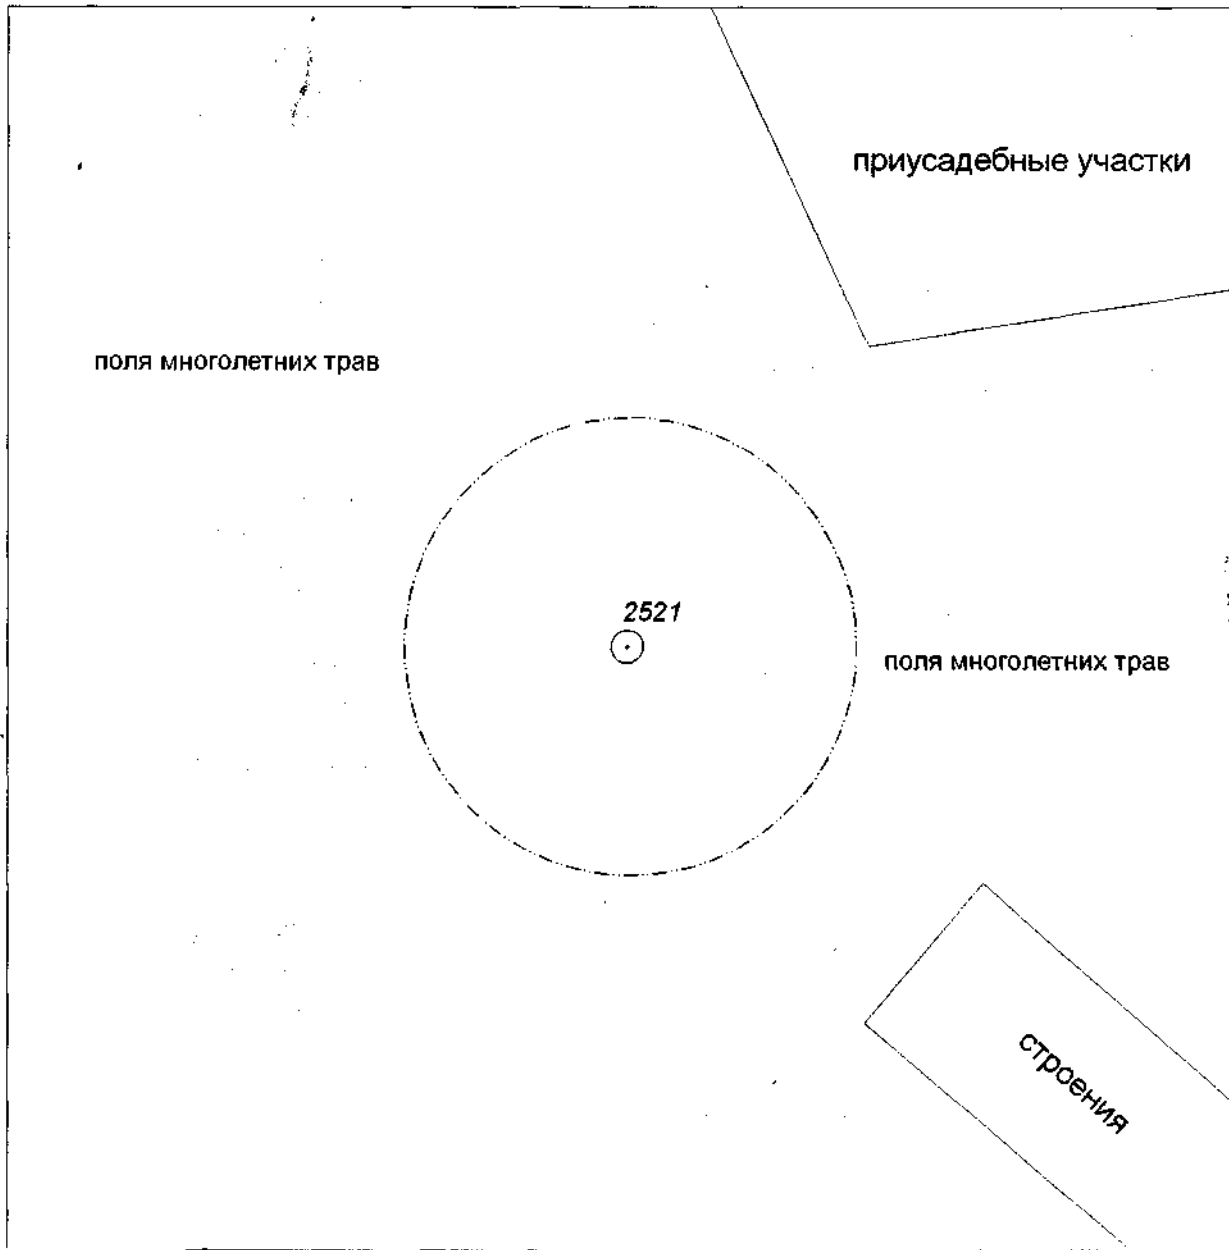 приусадебные участки
поля многолетних трав
2521
поля многолетних трав
строения